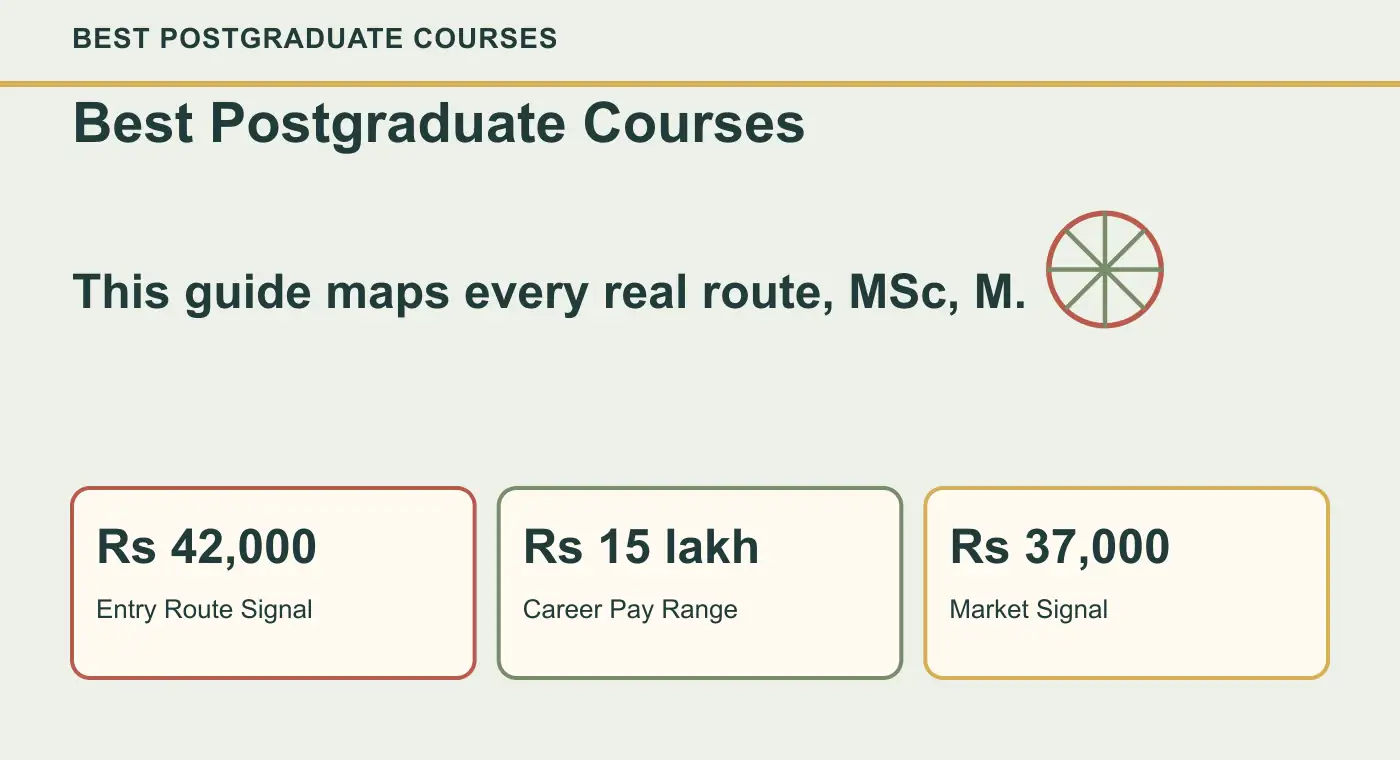 BEST POSTGRADUATE COURSES
Best Postgraduate Courses
This guide maps every real route, MSc, M.
Rs 42,000
Entry Route Signal
Rs 15 lakh
Career Pay Range
Rs 37,000
Market Signal